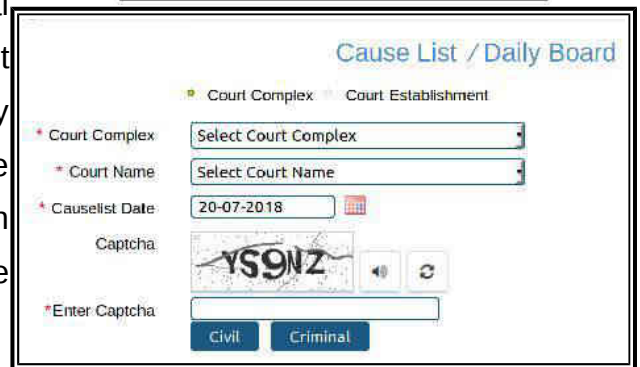 Cause List / Daily Board
Court Complex Court Establishment
* Court Complex Select Court Complex
* Court Name Select Court Name
* Causelist Date 20-07-2018
Captcha YS9NZ
*Enter Captcha
Civil Criminal